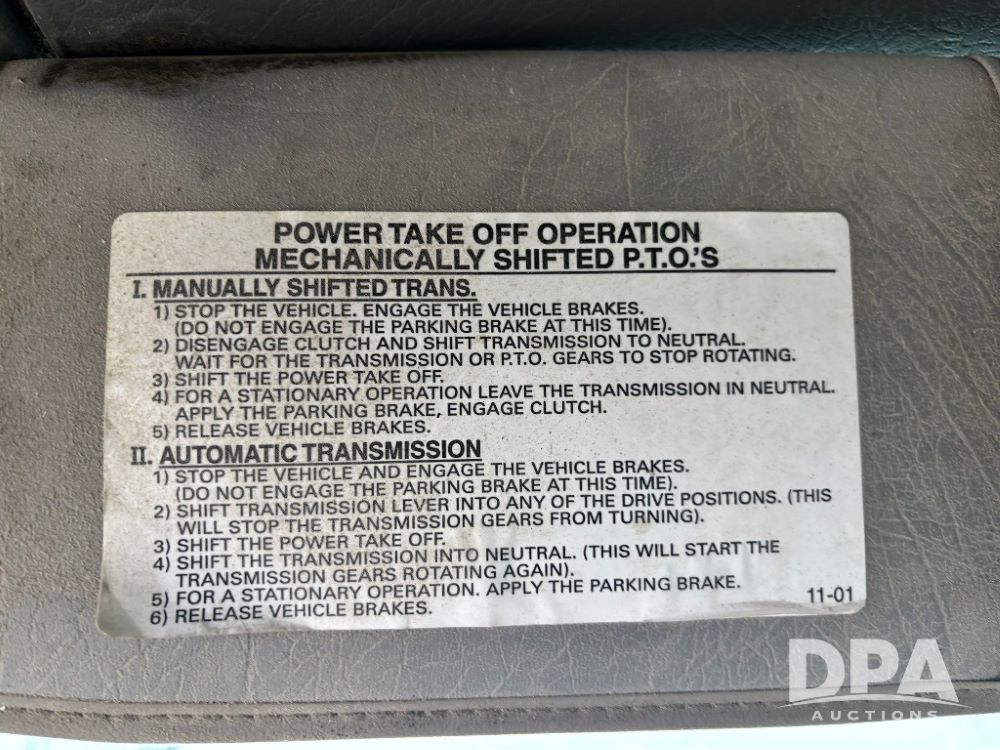 POWER TAKE OFF OPERATION
MECHANICALLY SHIFTED P.T.O.'S
I. MANUALLY SHIFTED TRANS.
1) STOP THE VEHICLE. ENGAGE THE VEHICLE BRAKES.
(DO NOT ENGAGE THE PARKING BRAKE AT THIS TIME).
2) DISENGAGE CLUTCH AND SHIFT TRANSMISSION TO NEUTRAL.
WAIT FOR THE TRANSMISSION OR P.T.O. GEARS TO STOP ROTATING.
3) SHIFT THE POWER TAKE OFF.
4) FOR A STATIONARY OPERATION LEAVE THE TRANSMISSION IN NEUTRAL.
APPLY THE PARKING BRAKE, ENGAGE CLUTCH.
5) RELEASE VEHICLE BRAKES.
II. AUTOMATIC TRANSMISSION
1) STOP THE VEHICLE AND ENGAGE THE VEHICLE BRAKES.
(DO NOT ENGAGE THE PARKING BRAKE AT THIS TIME).
2) SHIFT TRANSMISSION LEVER INTO ANY OF THE DRIVE POSITIONS. (THIS
WILL STOP THE TRANSMISSION GEARS FROM TURNING).
3) SHIFT THE POWER TAKE OFF.
4) SHIFT THE TRANSMISSION INTO NEUTRAL. (THIS WILL START THE
TRANSMISSION GEARS ROTATING AGAIN).
5) FOR A STATIONARY OPERATION. APPLY THE PARKING BRAKE.
6) RELEASE VEHICLE BRAKES.
11-01
DPA
AUCTIONS